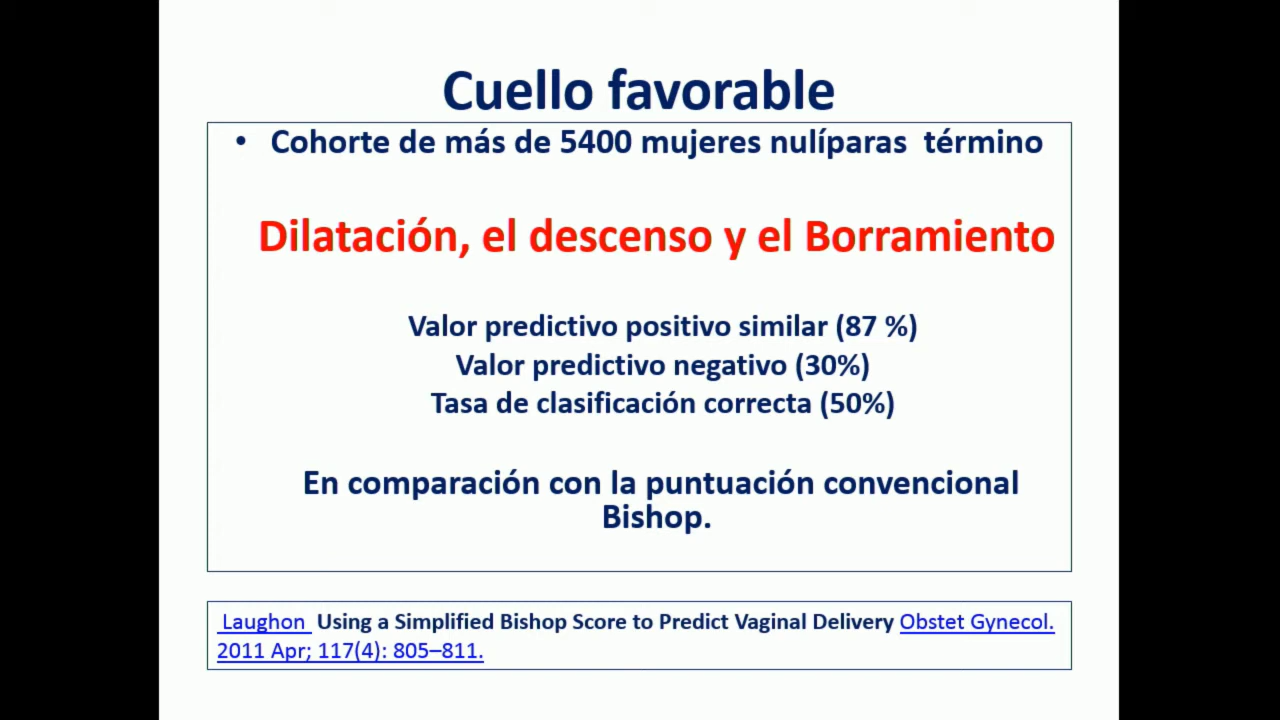 Cuello favorable
• Cohorte de más de 5400 mujeres nulíparas término
Dilatación, el descenso y el Borramiento
Valor predictivo positivo similar (87 %)
Valor predictivo negativo (30%)
Tasa de clasificación correcta (50%)
En comparación con la puntuación convencional
Bishop.
Laughon Using a Simplified Bishop Score to Predict Vaginal Delivery Obstet Gynecol.
2011 Apr; 117(4): 805–811.